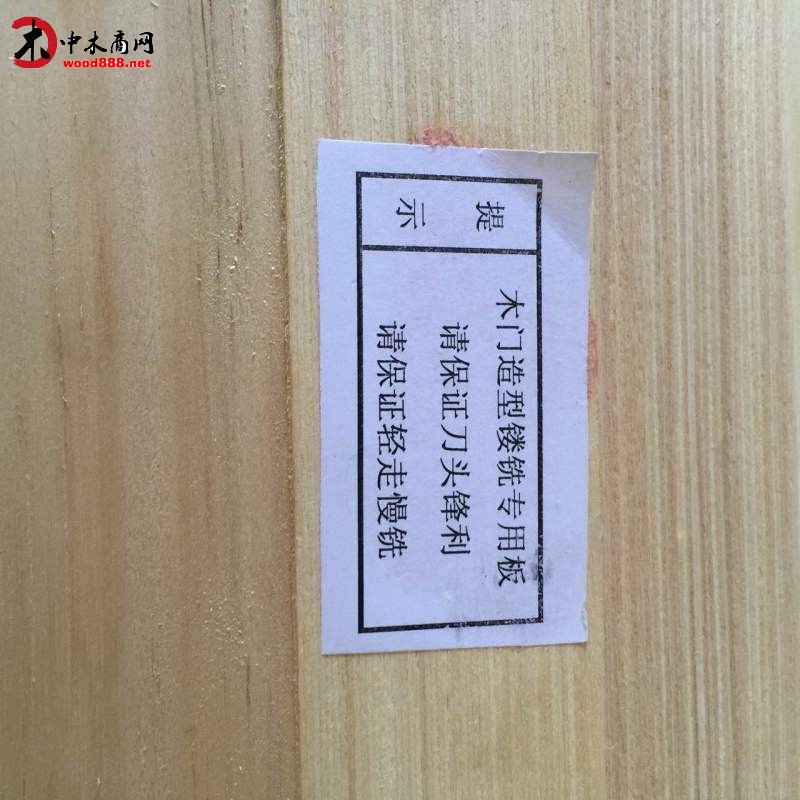 木 中木商网
wood888.net
提示
木门造型镂铣专用板
请保证刀头锋利
请保证轻走慢铣